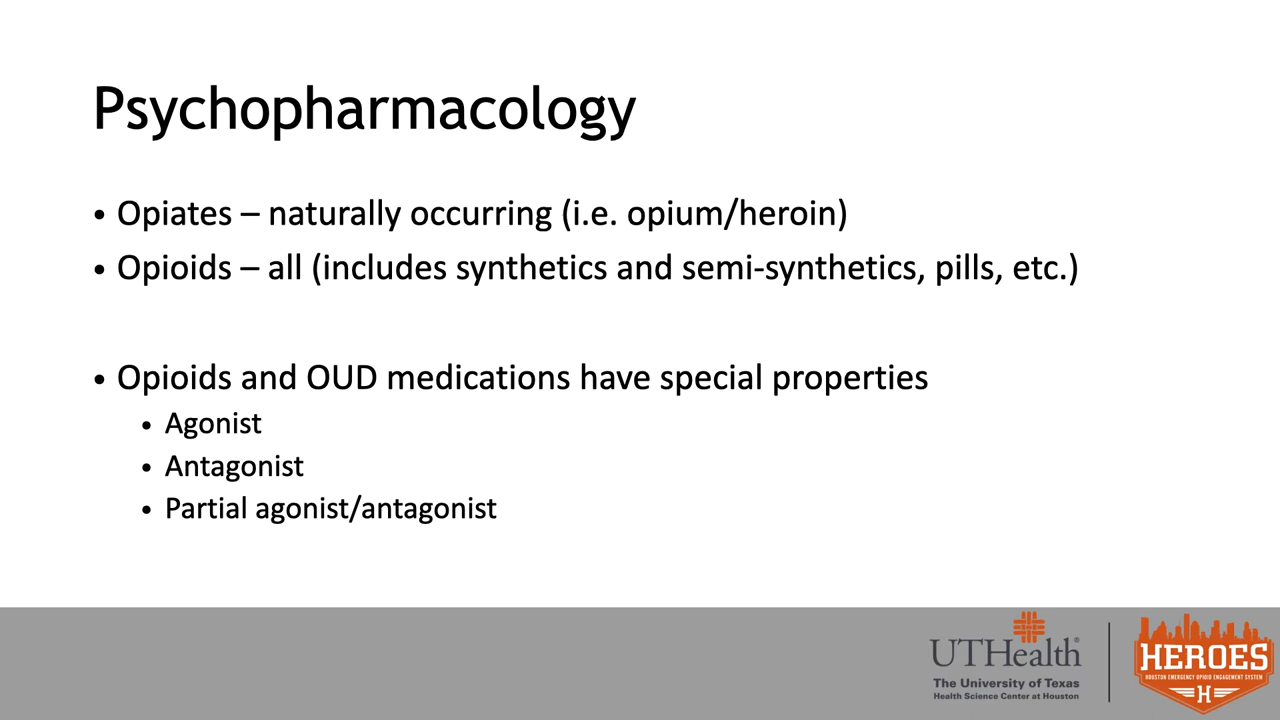 Psychopharmacology
• Opiates – naturally occurring (i.e. opium/heroin)
• Opioids – all (includes synthetics and semi-synthetics, pills, etc.)
• Opioids and OUD medications have special properties
• Agonist
• Antagonist
• Partial agonist/antagonist
UTHealth®
The University of Texas
Health Science Center at Houston
HEROES
HOUSTON EMERGENCY OPIOID ENGAGEMENT SYSTEM
H